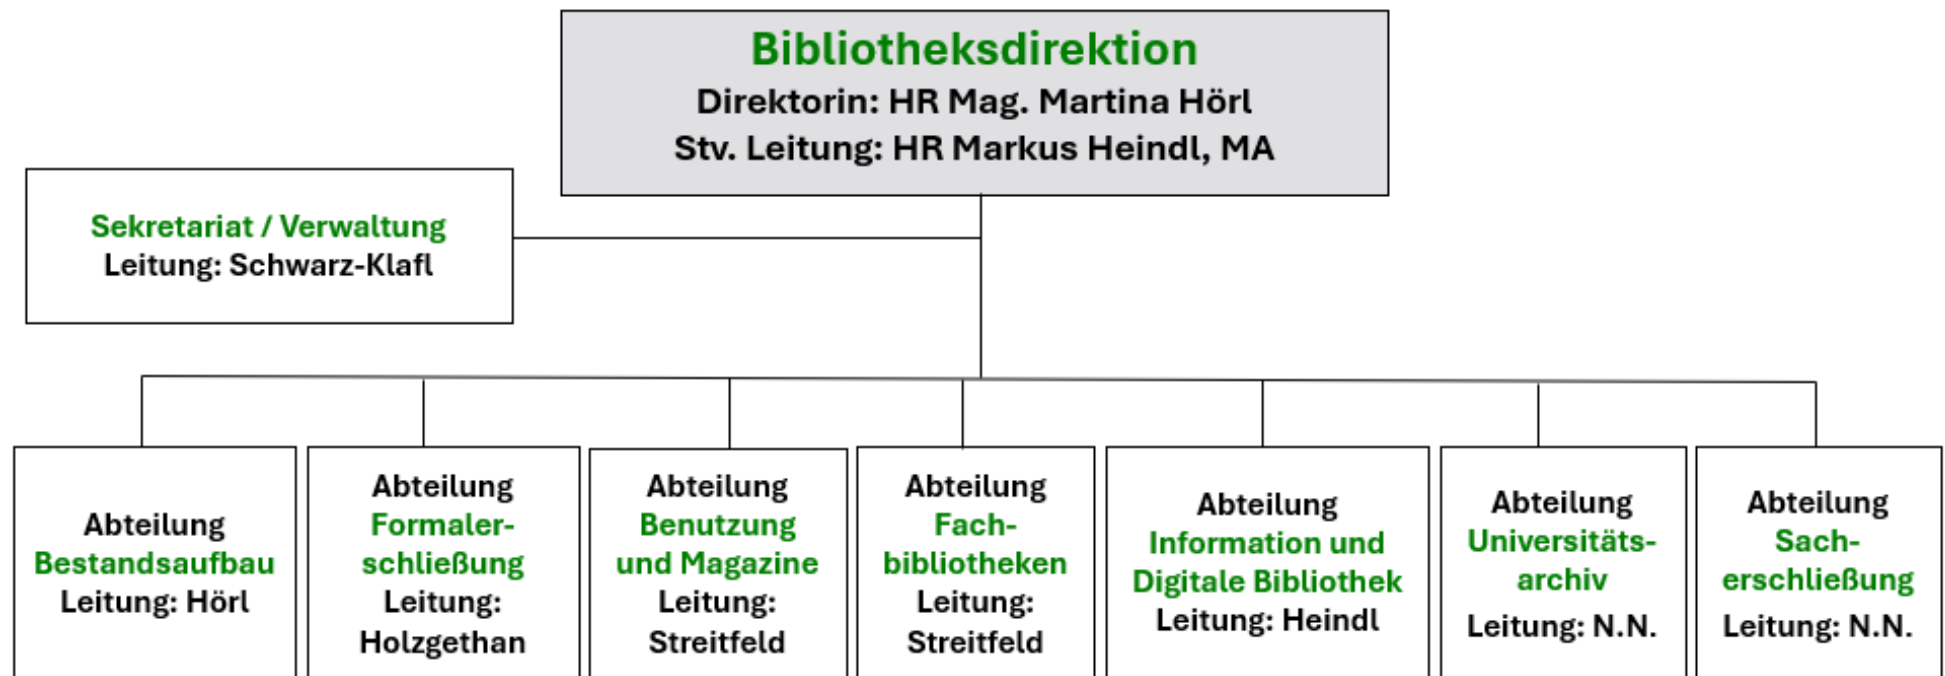 Bibliotheksdirektion
Direktorin: HR Mag. Martina Hörl
Stv. Leitung: HR Markus Heindl, MA
Sekretariat / Verwaltung
Leitung: Schwarz-Klafl
Abteilung
Bestandsaufbau
Leitung: Hörl
Abteilung
Formaler-
schließung
Leitung:
Holzgethan
Abteilung
Benutzung
und Magazine
Leitung:
Streitfeld
Abteilung
Fach-
bibliotheken
Leitung:
Streitfeld
Abteilung
Information und
Digitale Bibliothek
Leitung: Heindl
Abteilung
Universitäts-
archiv
Leitung: N.N.
Abteilung
Sach-
erschließung
Leitung: N.N.